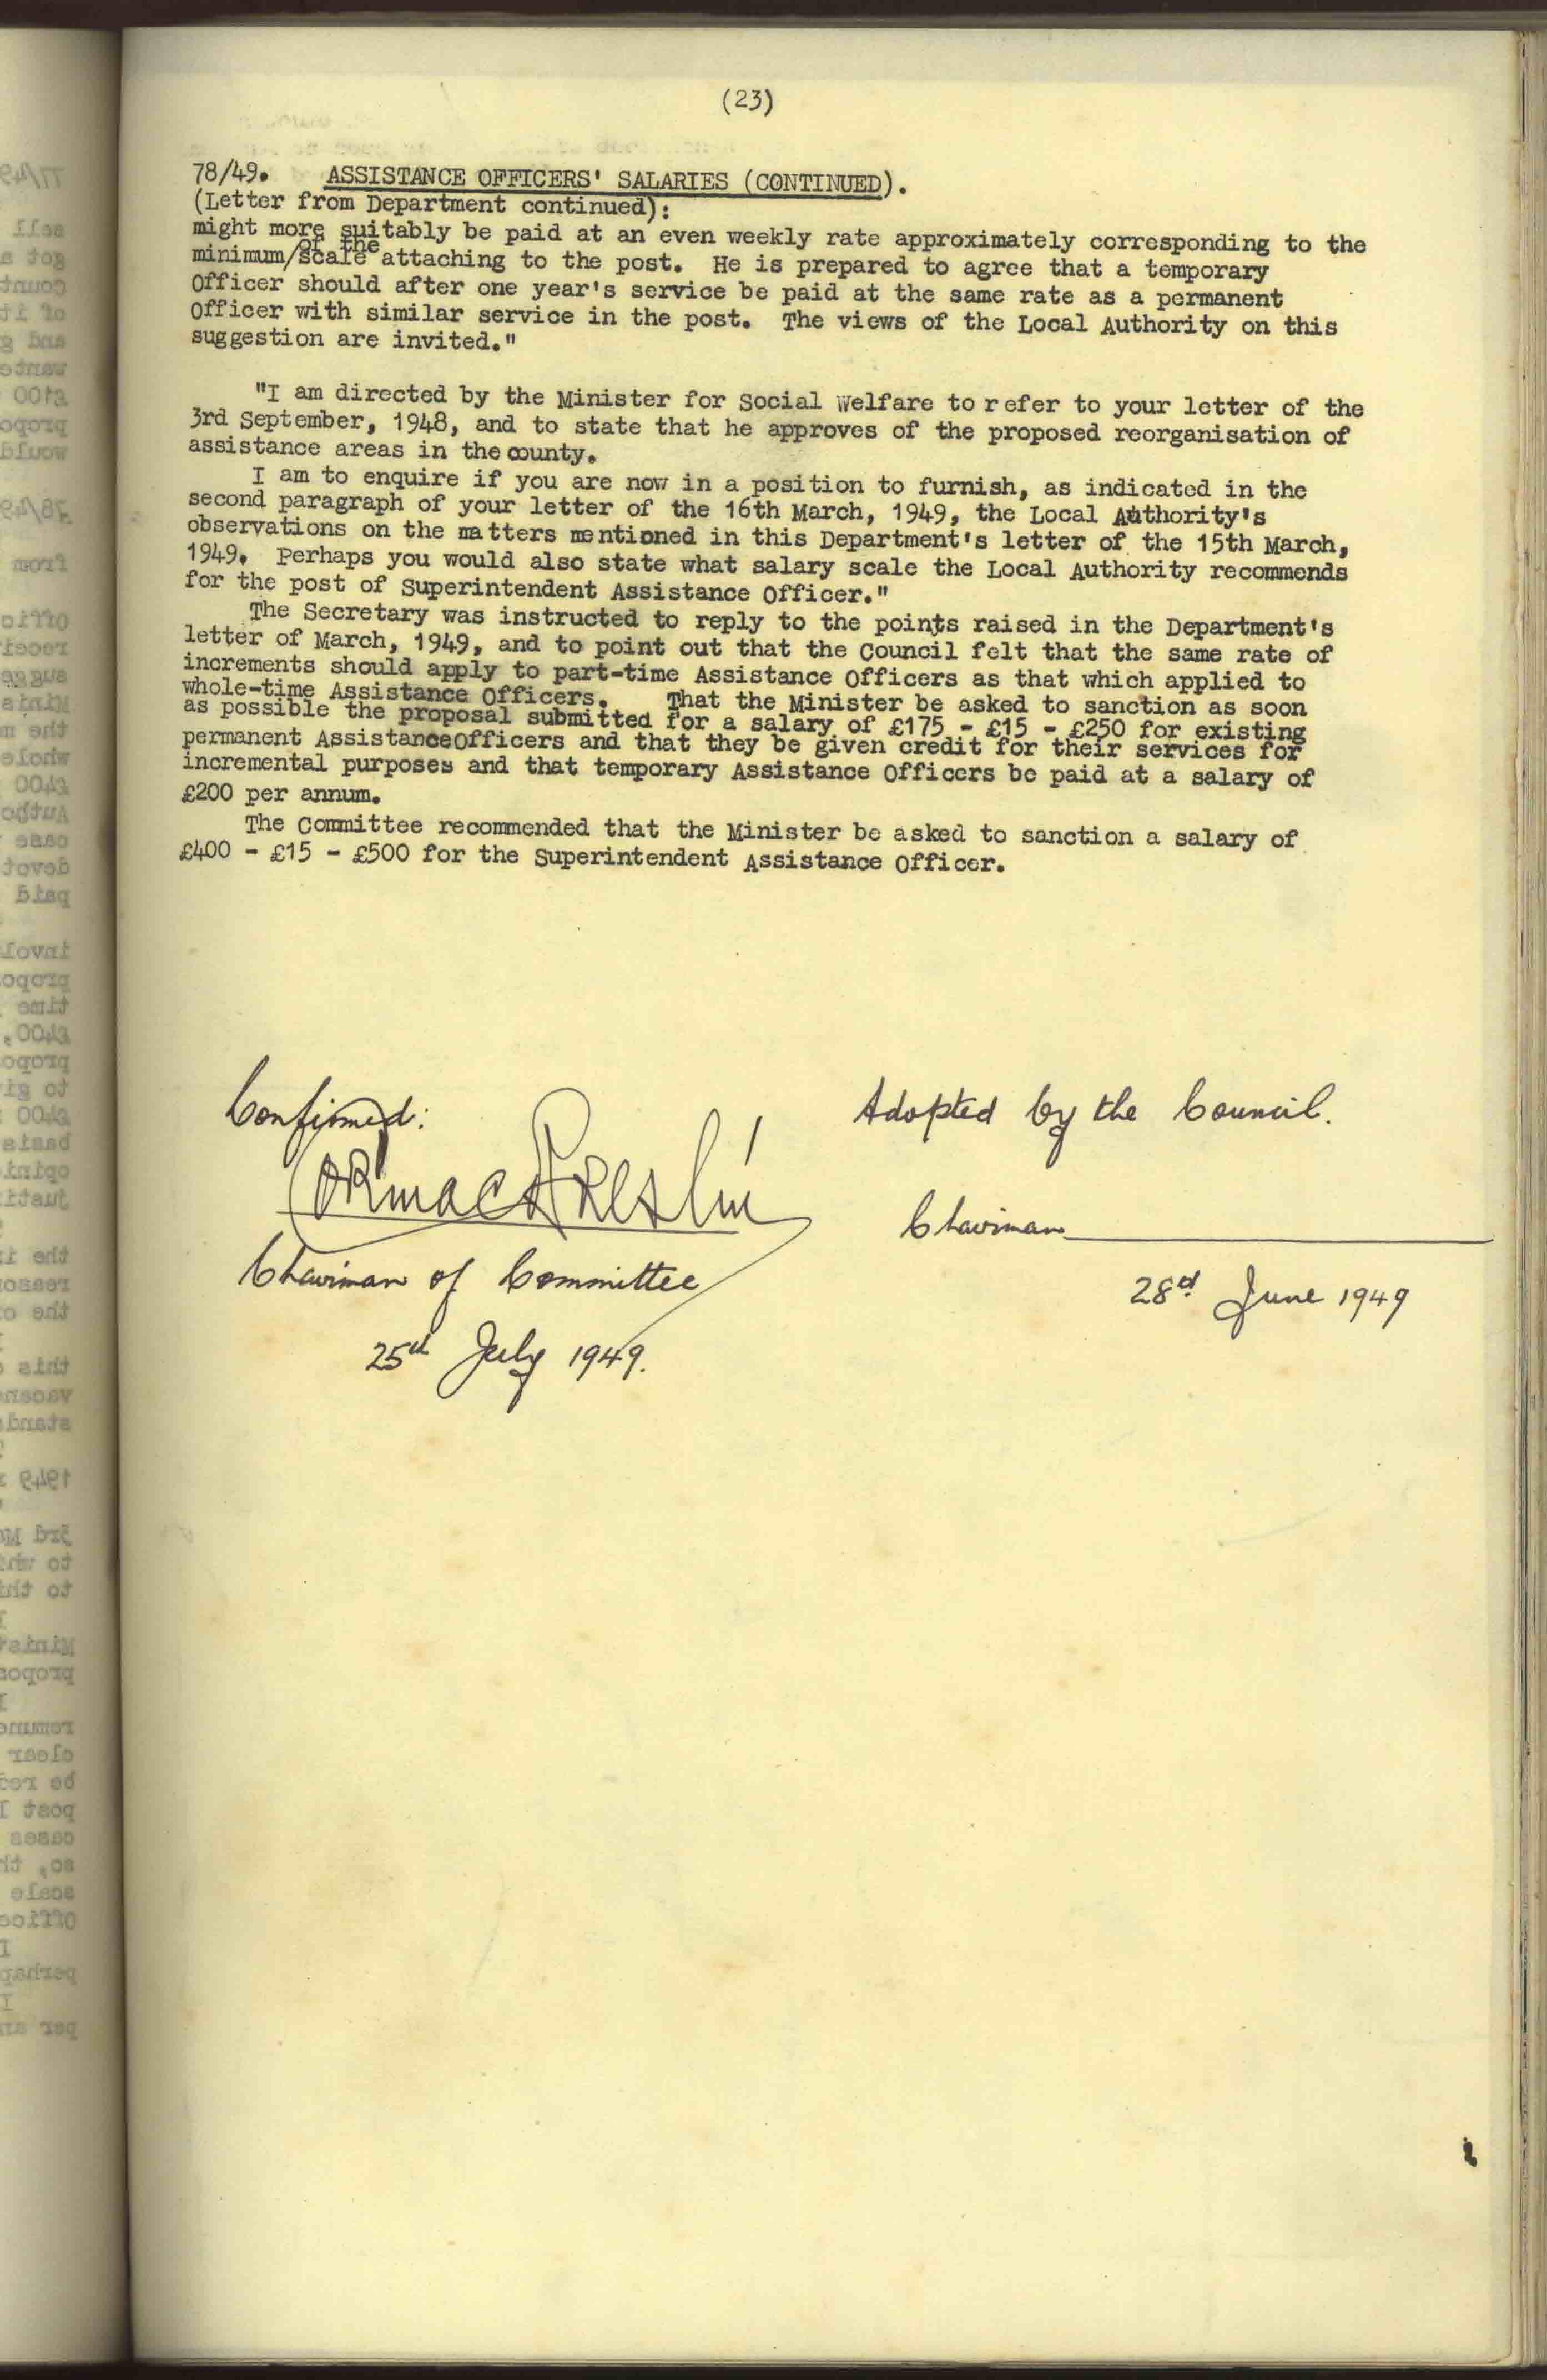 (23)
78/49. ASSISTANCE OFFICERS' SALARIES (CONTINUED).
(Letter from Department continued):
might more suitably be paid at an even weekly rate approximately corresponding to the
minimum/of the scale attaching to the post. He is prepared to agree that a temporary
Officer should after one year's service be paid at the same rate as a permanent
Officer with similar service in the post. The views of the Local Authority on this
suggestion are invited."
"I am directed by the Minister for Social Welfare to refer to your letter of the
3rd September, 1948, and to state that he approves of the proposed reorganisation of
assistance areas in the county.
I am to enquire if you are now in a position to furnish, as indicated in the
second paragraph of your letter of the 16th March, 1949, the Local Authority's
observations on the matters mentioned in this Department's letter of the 15th March,
1949. Perhaps you would also state what salary scale the Local Authority recommends
for the post of Superintendent Assistance Officer."
The Secretary was instructed to reply to the points raised in the Department's
letter of March, 1949, and to point out that the Council felt that the same rate of
increments should apply to part-time Assistance Officers as that which applied to
whole-time Assistance Officers. That the Minister be asked to sanction as soon
as possible the proposal submitted for a salary of £175 - £15 - £250 for existing
permanent Assistance Officers and that they be given credit for their services for
incremental purposes and that temporary Assistance Officers be paid at a salary of
£200 per annum.
The Committee recommended that the Minister be asked to sanction a salary of
£400 - £15 - £500 for the Superintendent Assistance Officer.
Confirmed:
Cormac Breslin
Chairman of Committee
25th July 1949.
Adopted by the Council.
Chairman
28d June 1949